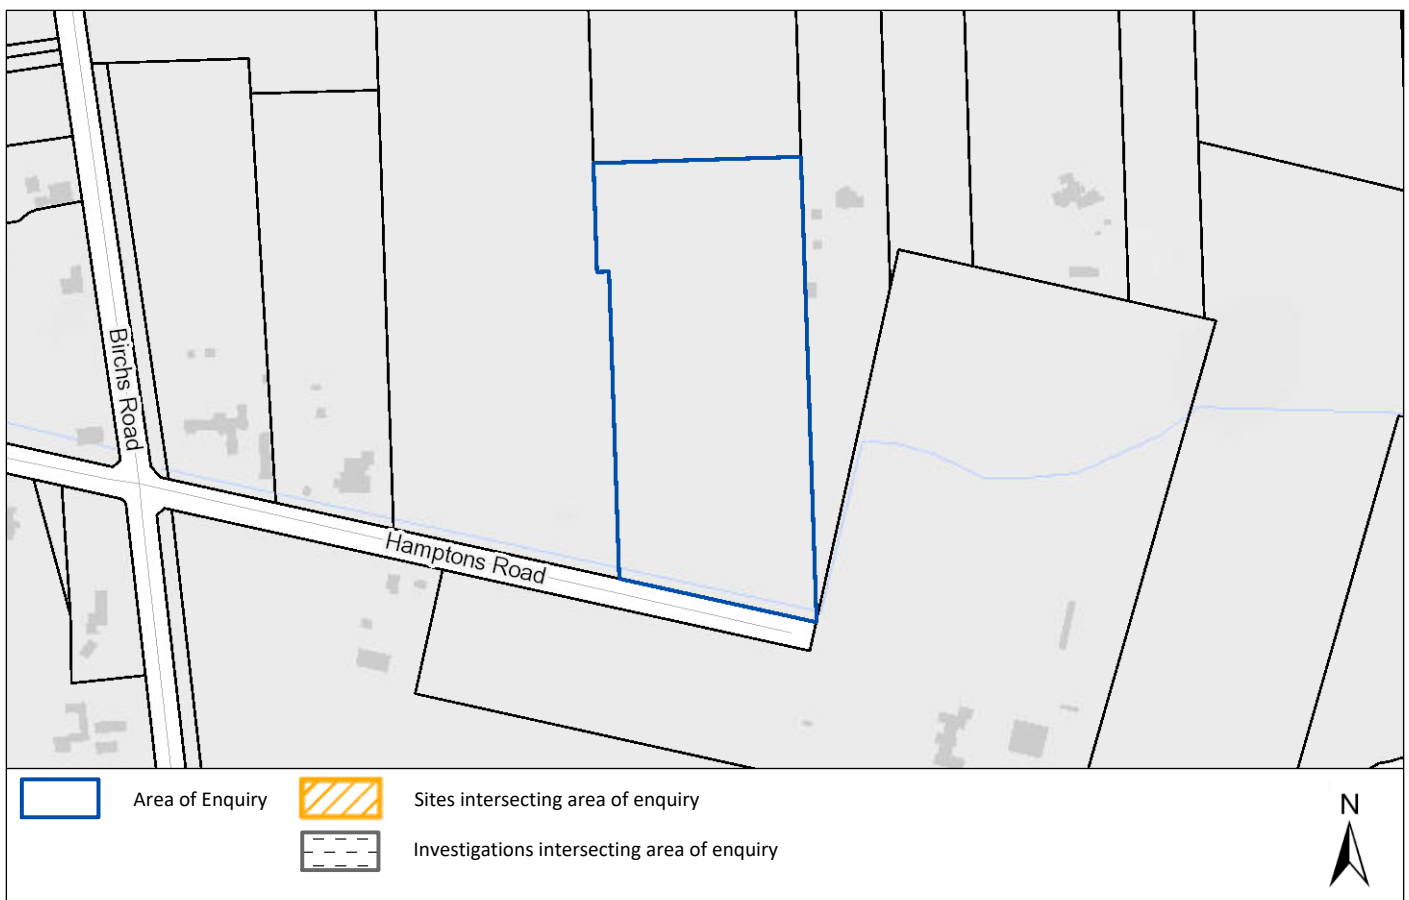 Birchs Road
Hamptons Road
Area of Enquiry
Sites intersecting area of enquiry
N
Investigations intersecting area of enquiry